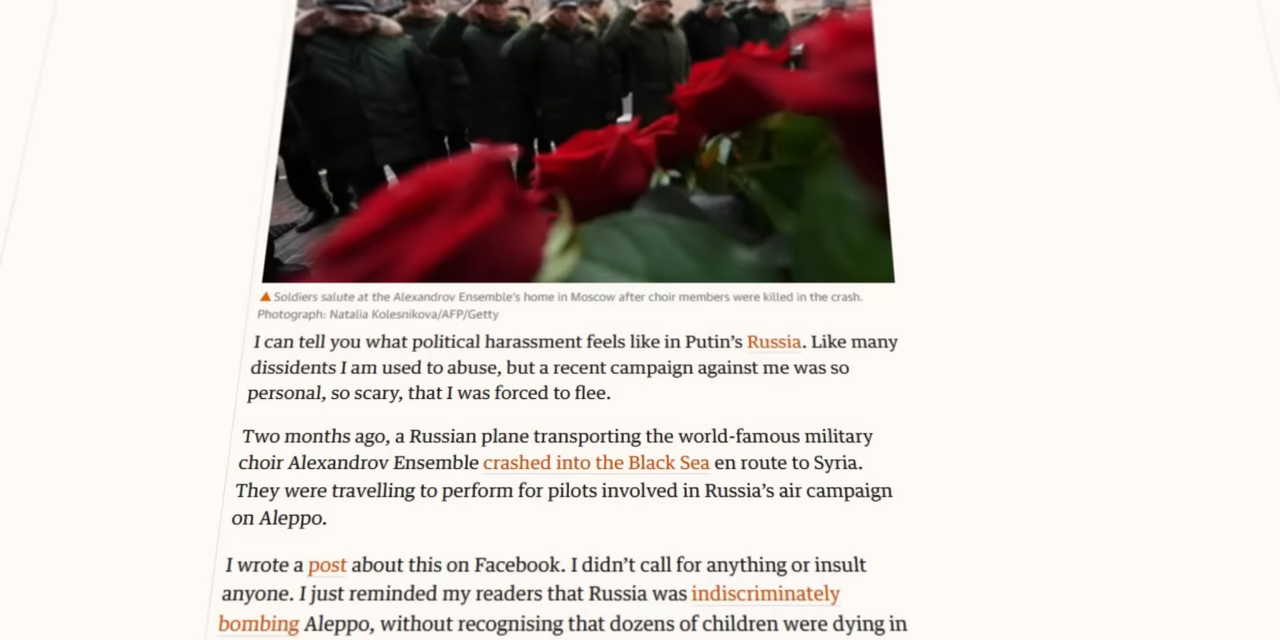 Soldiers salute at the Alexandrov Ensemble's home in Moscow after choir members were killed in the crash.
Photograph: Natalia Kolesnikova/AFP/Getty
I can tell you what political harassment feels like in Putin’s Russia. Like many
dissidents I am used to abuse, but a recent campaign against me was so
personal, so scary, that I was forced to flee.
Two months ago, a Russian plane transporting the world-famous military
choir Alexandrov Ensemble crashed into the Black Sea en route to Syria.
They were travelling to perform for pilots involved in Russia’s air campaign
on Aleppo.
I wrote a post about this on Facebook. I didn’t call for anything or insult
anyone. I just reminded my readers that Russia was indiscriminately
bombing Aleppo, without recognising that dozens of children were dying in